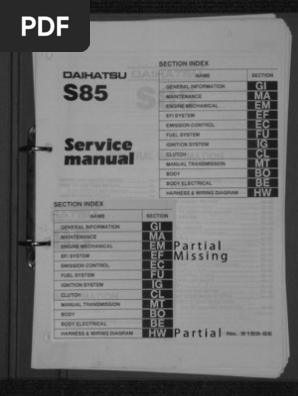 PDF
DAIHATSU
S85
Service
manual
SECTION INDEX
NAME SECTION
GENERAL INFORMATION GI
MAINTENANCE MA
ENGINE MECHANICAL EM
EFI SYSTEM EF
EMISSION CONTROL EC
FUEL SYSTEM FU
IGNITION SYSTEM IG
CLUTCH CL
MANUAL TRANSMISSION MT
BODY BO
BODY ELECTRICAL BE
HARNESS & WIRING DIAGRAM HW
SECTION INDEX
NAME SECTION
GENERAL INFORMATION GI
MAINTENANCE MA
ENGINE MECHANICAL EM Partial
EFI SYSTEM EF Missing
EMISSION CONTROL EC
FUEL SYSTEM FU
IGNITION SYSTEM IG
CLUTCH CL
MANUAL TRANSMISSION MT
BODY BO
BODY ELECTRICAL BE
HARNESS & WIRING DIAGRAM HW Partial No.